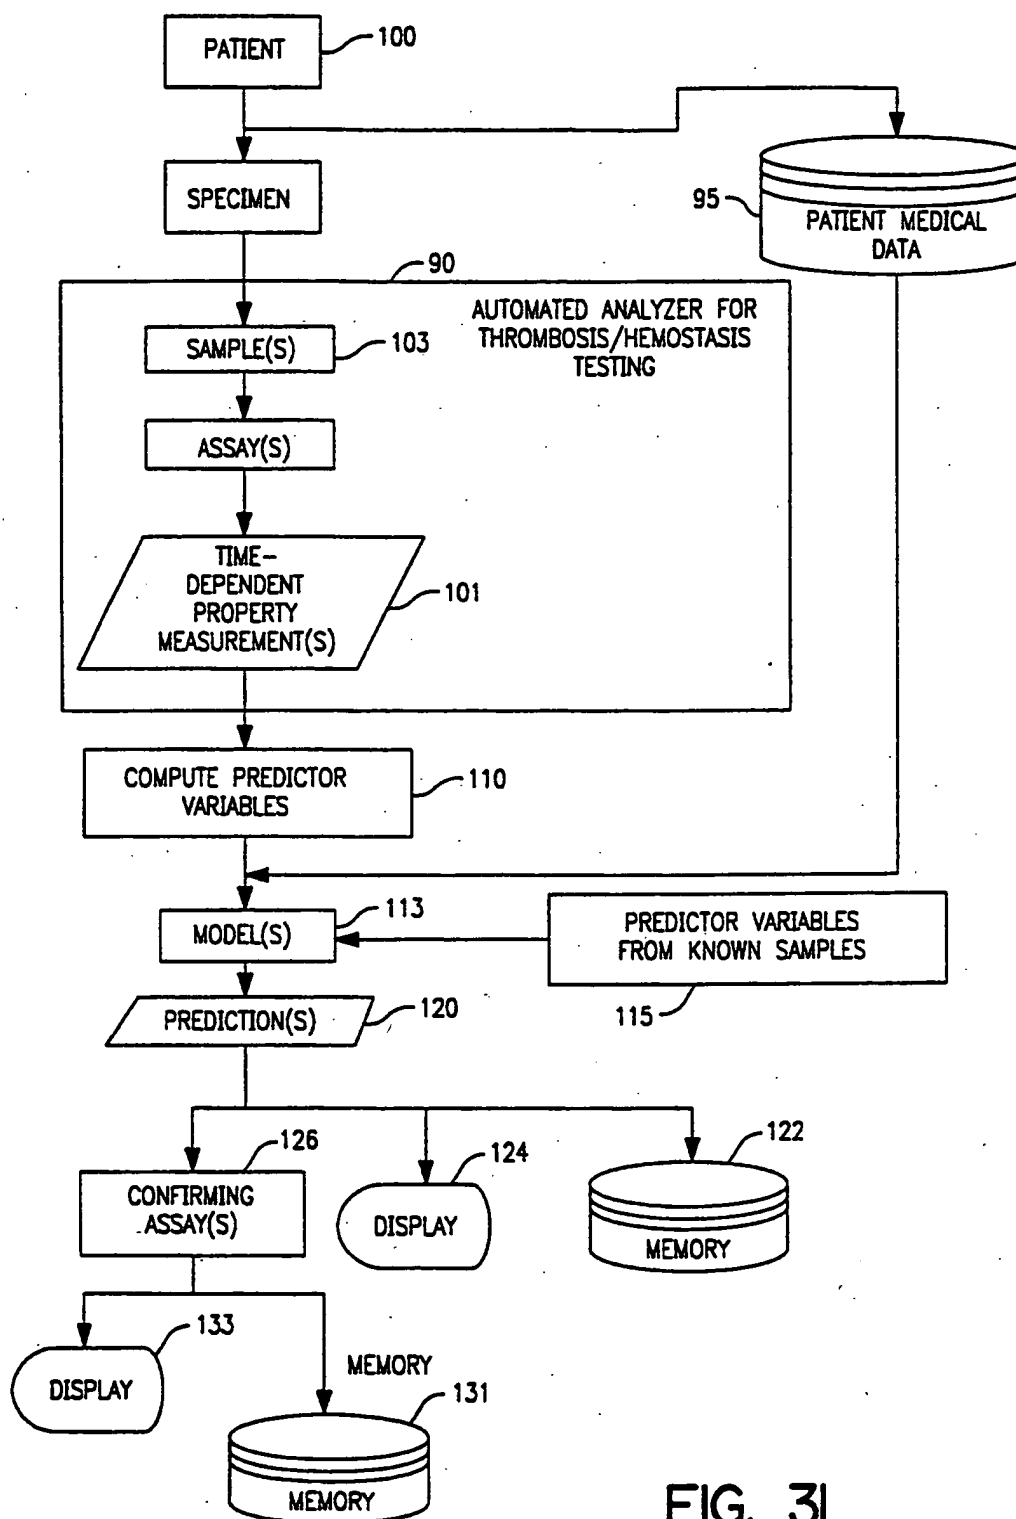 PATIENT
100
SPECIMEN
95
PATIENT MEDICAL
DATA
90
AUTOMATED ANALYZER FOR
THROMBOSIS/HEMOSTASIS
TESTING
SAMPLE(S)
103
ASSAY(S)
TIME-
DEPENDENT
PROPERTY
MEASUREMENT(S)
101
COMPUTE PREDICTOR
VARIABLES
110
MODEL(S)
113
PREDICTOR VARIABLES
FROM KNOWN SAMPLES
115
PREDICTION(S)
120
126
CONFIRMING
ASSAY(S)
124
DISPLAY
122
MEMORY
133
DISPLAY
MEMORY
131
MEMORY
FIG. 31